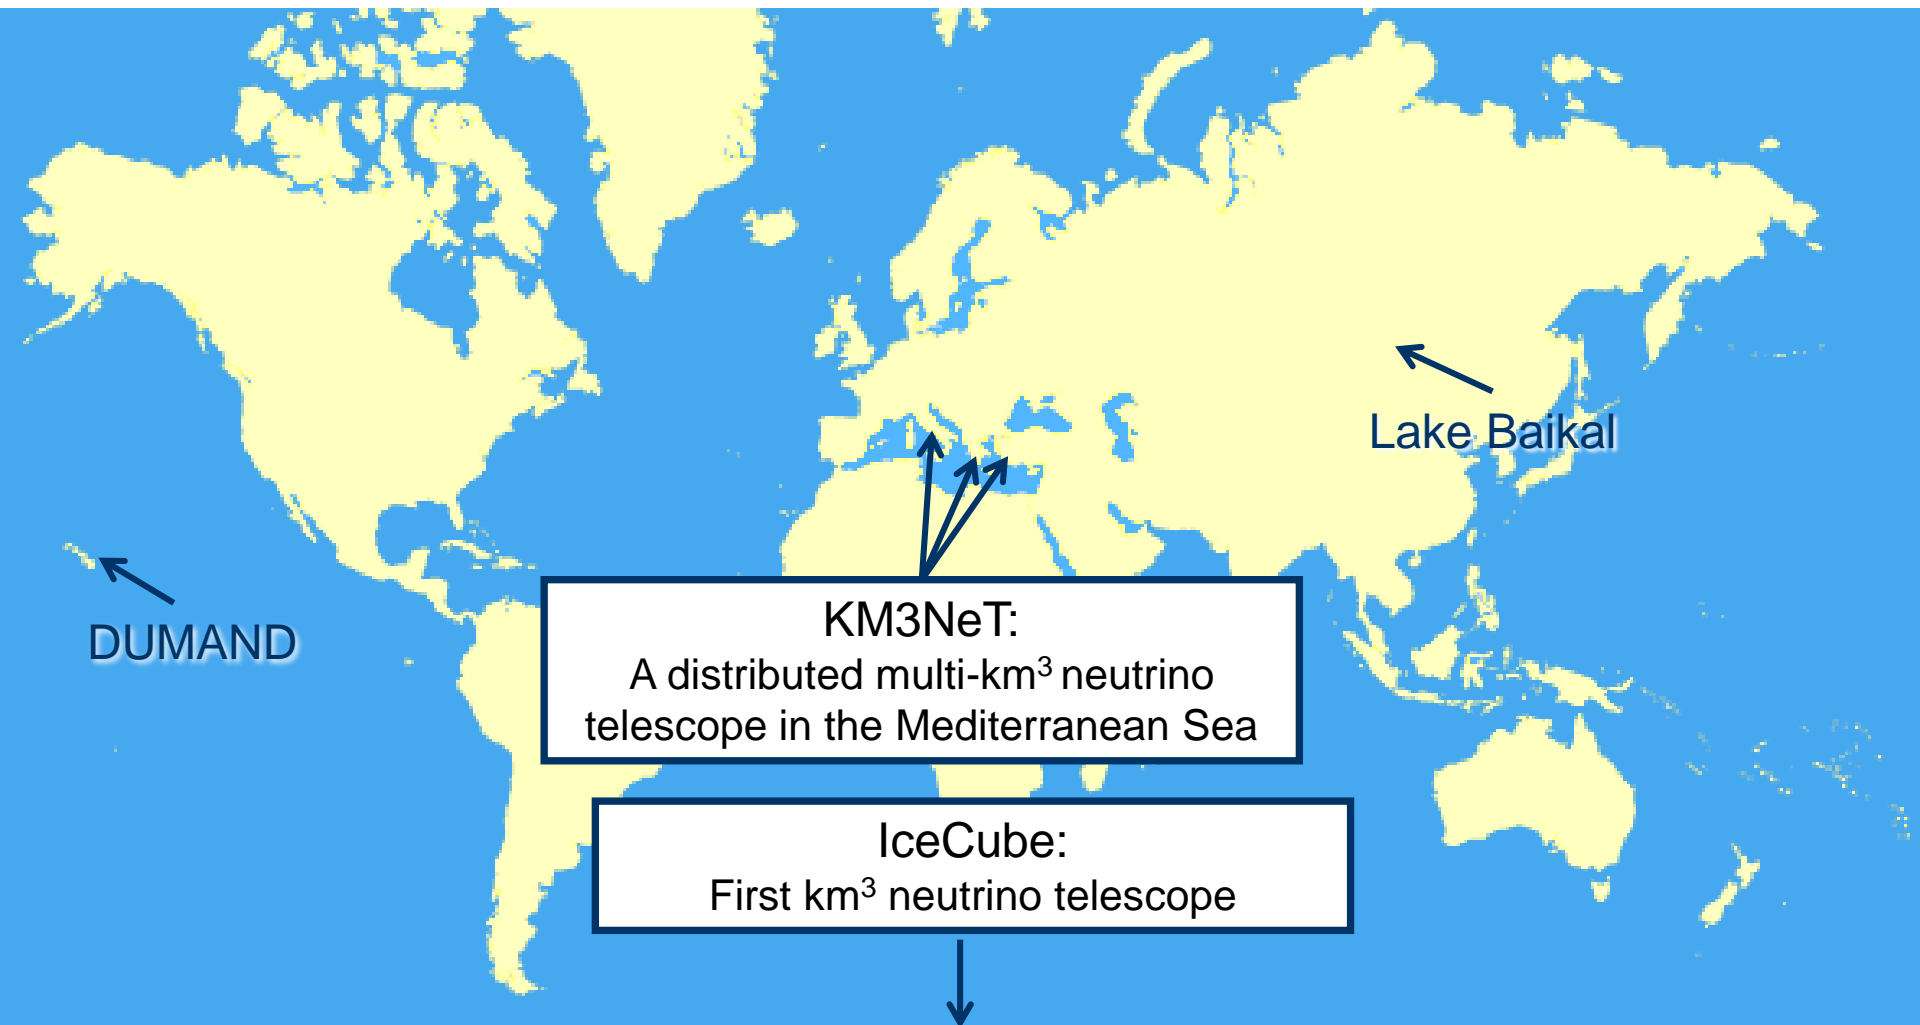 Lake Baikal
DUMAND
KM3NeT:
A distributed multi-km³ neutrino
telescope in the Mediterranean Sea
IceCube:
First km³ neutrino telescope